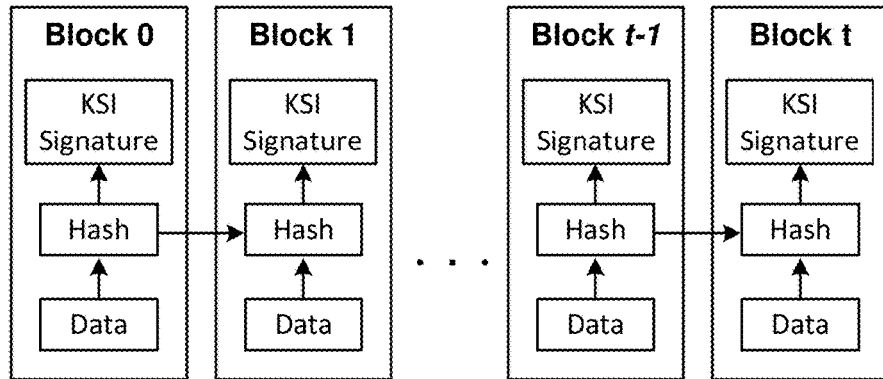 Block 0
KSI
Signature
Hash
Data
Block 1
KSI
Signature
Hash
Data
. . .
Block t-1
KSI
Signature
Hash
Data
Block t
KSI
Signature
Hash
Data